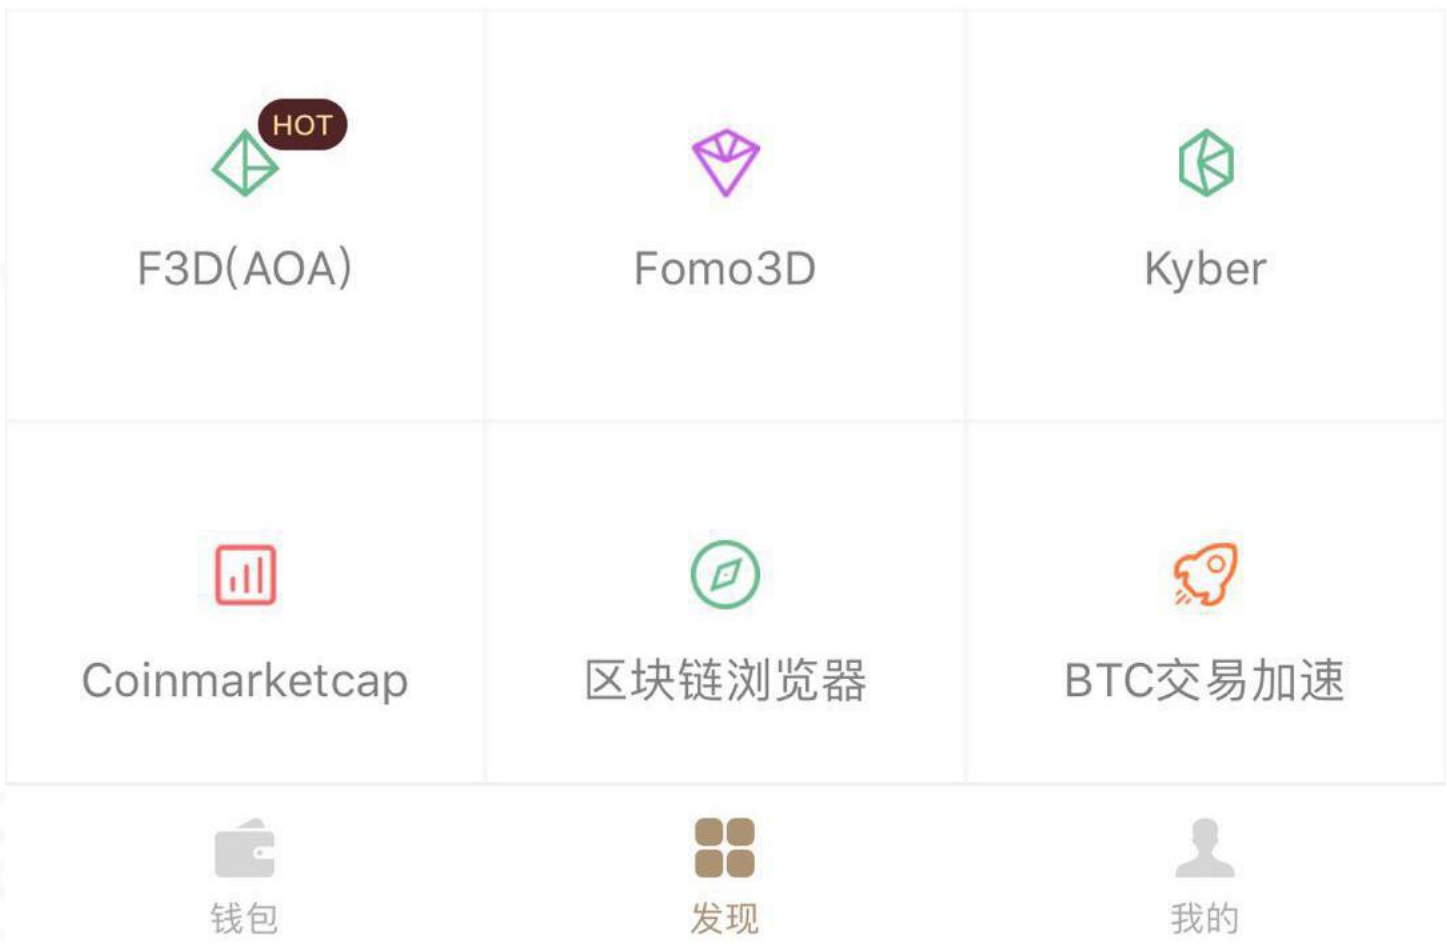 HOT
F3D(AOA)
Fomo3D
Kyber
Coinmarketcap
区块链浏览器
BTC交易加速
钱包
发现
我的